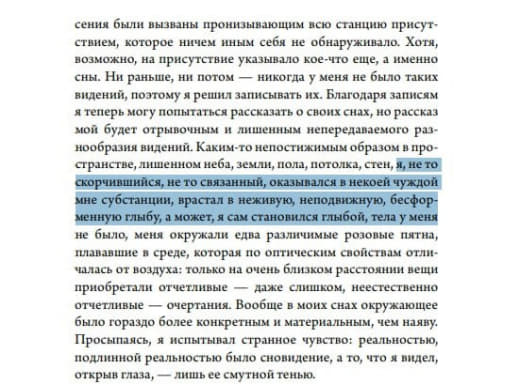 сения были вызваны пронизывающим всю станцию присут-
ствием, которое ничем иным себя не обнаруживало. Хотя,
возможно, на присутствие указывало кое-что еще, а именно
сны. Ни раньше, ни потом — никогда у меня не было таких
видений, поэтому я решил записывать их. Благодаря записям
я теперь могу попытаться рассказать о своих снах, но рассказ
мой будет отрывочным и лишенным непередаваемого раз-
нообразия видений. Каким-то непостижимым образом в про-
странстве, лишенном неба, земли, пола, потолка, стен, я, не то
скорчившийся, не то связанный, оказывался в некоей чуждой
мне субстанции, врастал в неживую, неподвижную, бесфор-
менную глыбу, а может, я сам становился глыбой, тела у меня
не было, меня окружали едва различимые розовые пятна,
плававшие в среде, которая по оптическим свойствам отли-
чалась от воздуха: только на очень близком расстоянии вещи
приобретали отчетливые — даже слишком, неестественно
отчетливые — очертания. Вообще в моих снах окружающее
было гораздо более конкретным и материальным, чем наяву.
Просыпаясь, я испытывал странное чувство: реальностью,
подлинной реальностью было сновидение, а то, что я видел,
открыв глаза, — лишь ее смутной тенью.